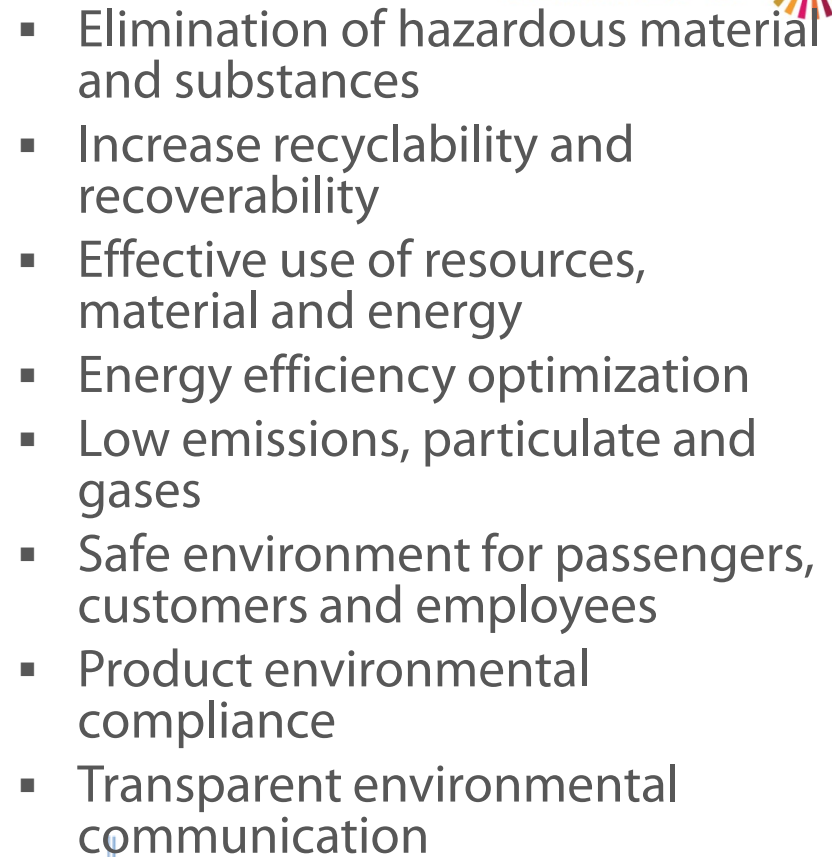 ▪ Elimination of hazardous material
and substances
▪ Increase recyclability and
recoverability
▪ Effective use of resources,
material and energy
▪ Energy efficiency optimization
▪ Low emissions, particulate and
gases
▪ Safe environment for passengers,
customers and employees
▪ Product environmental
compliance
▪ Transparent environmental
communication